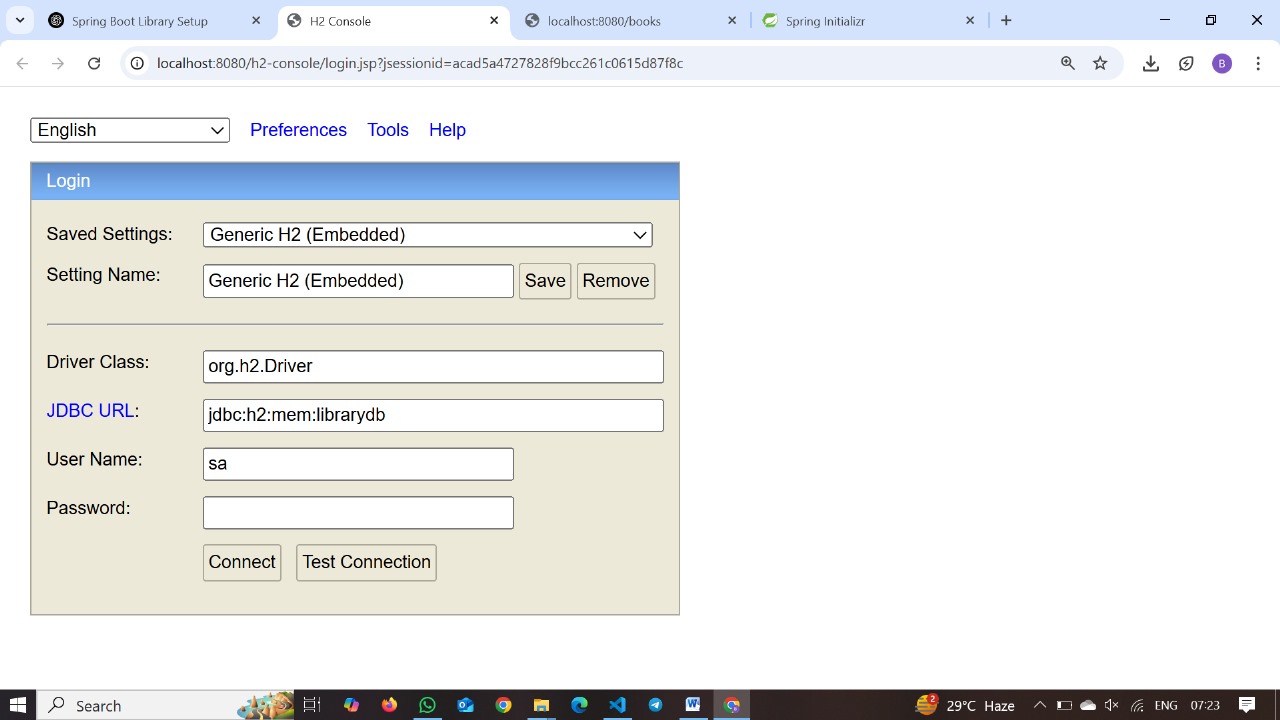 Spring Boot Library Setup
H2 Console
localhost:8080/books
Spring Initializr
localhost:8080/h2-console/login.jsp?jsessionid=acad5a4727828f9bcc261c0615d87f8c
B
English
Preferences
Tools
Help
Login
Saved Settings:
Generic H2 (Embedded)
Setting Name:
Generic H2 (Embedded)
Save
Remove
Driver Class:
org.h2.Driver
JDBC URL:
jdbc:h2:mem:librarydb
User Name:
sa
Password:
Connect
Test Connection
Search
2
29°C Haze
ENG
07:23